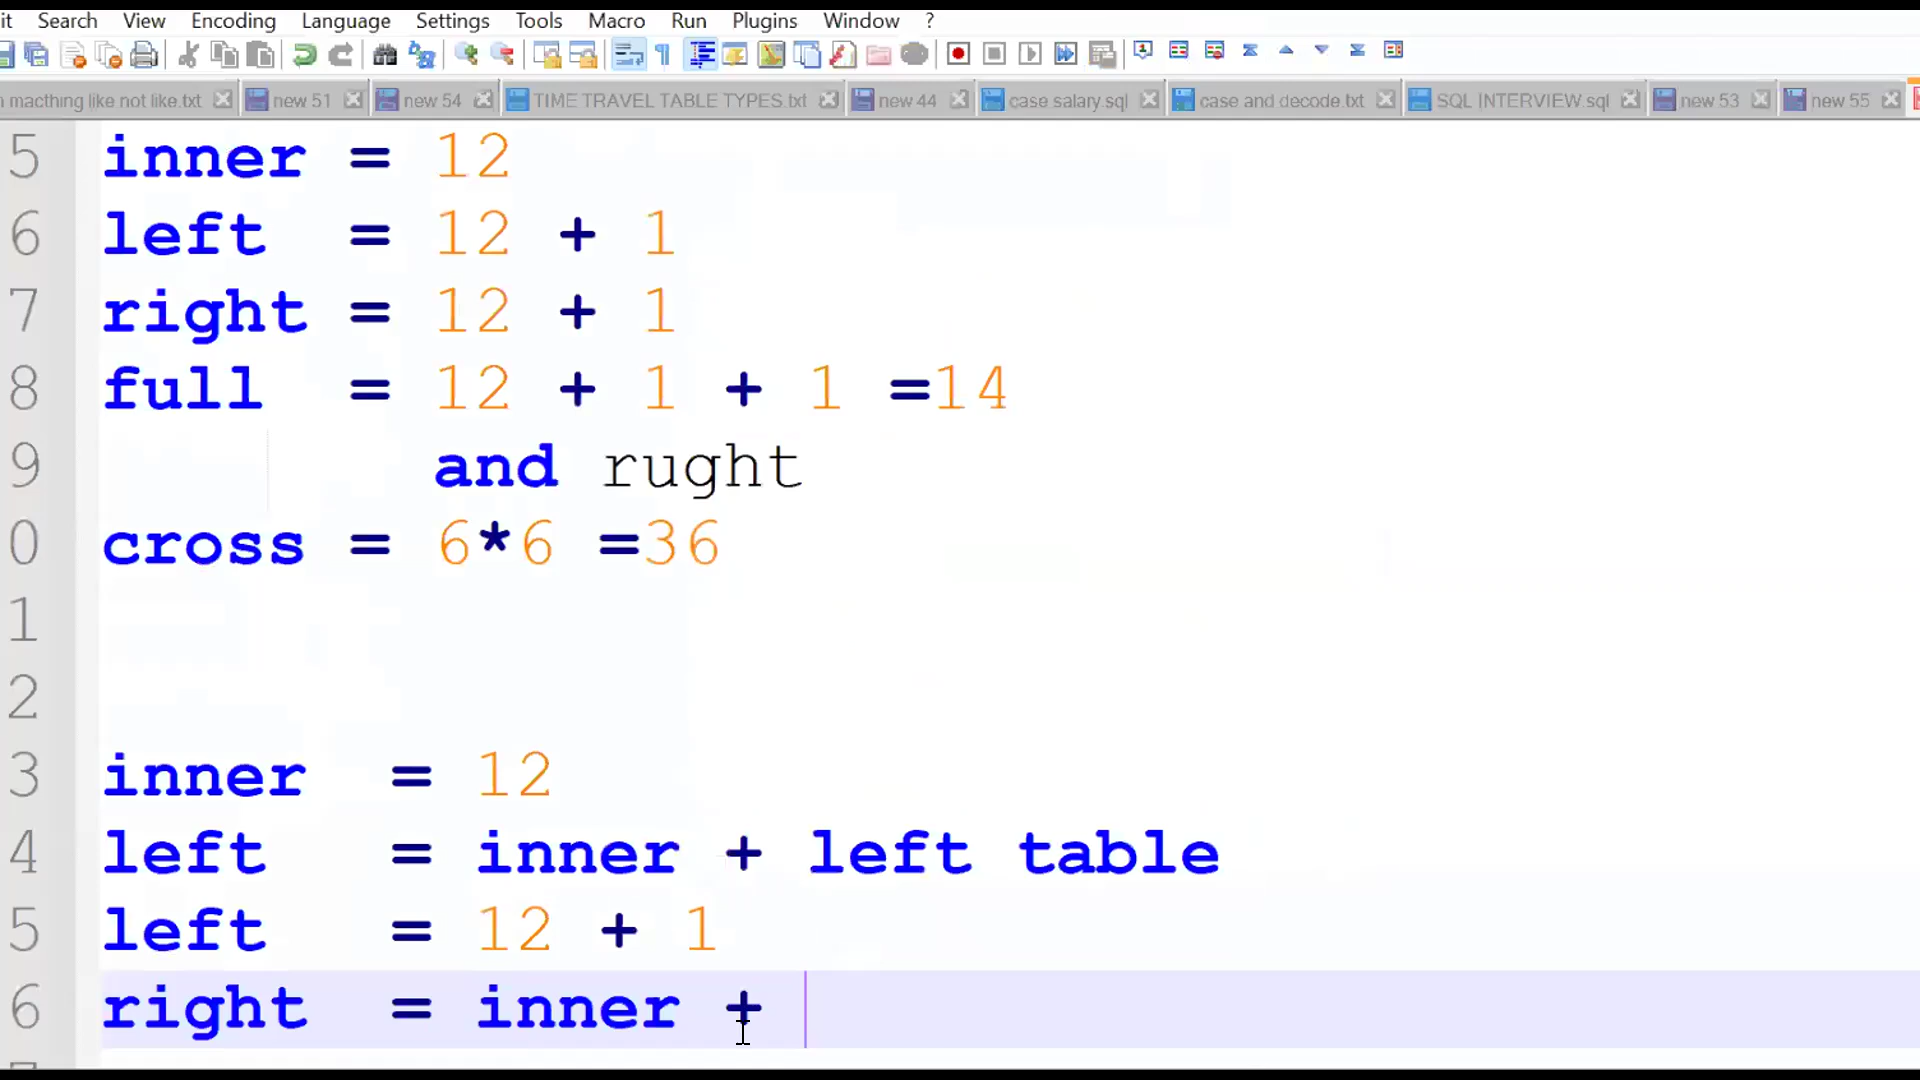 it Search View Encoding Language Settings Tools Macro Run Plugins Window ?
n macthing like not like.txt new 51 new 54 TIME TRAVEL TABLE TYPES.txt new 44 case salary.sql case and decode.txt SQL INTERVIEW.sql new 53 new 55
5 inner = 12
6 left = 12 + 1
7 right = 12 + 1
8 full = 12 + 1 + 1 =14
9 and rught
0 cross = 6*6 =36
1
2
3 inner = 12
4 left = inner + left table
5 left = 12 + 1
6 right = inner +